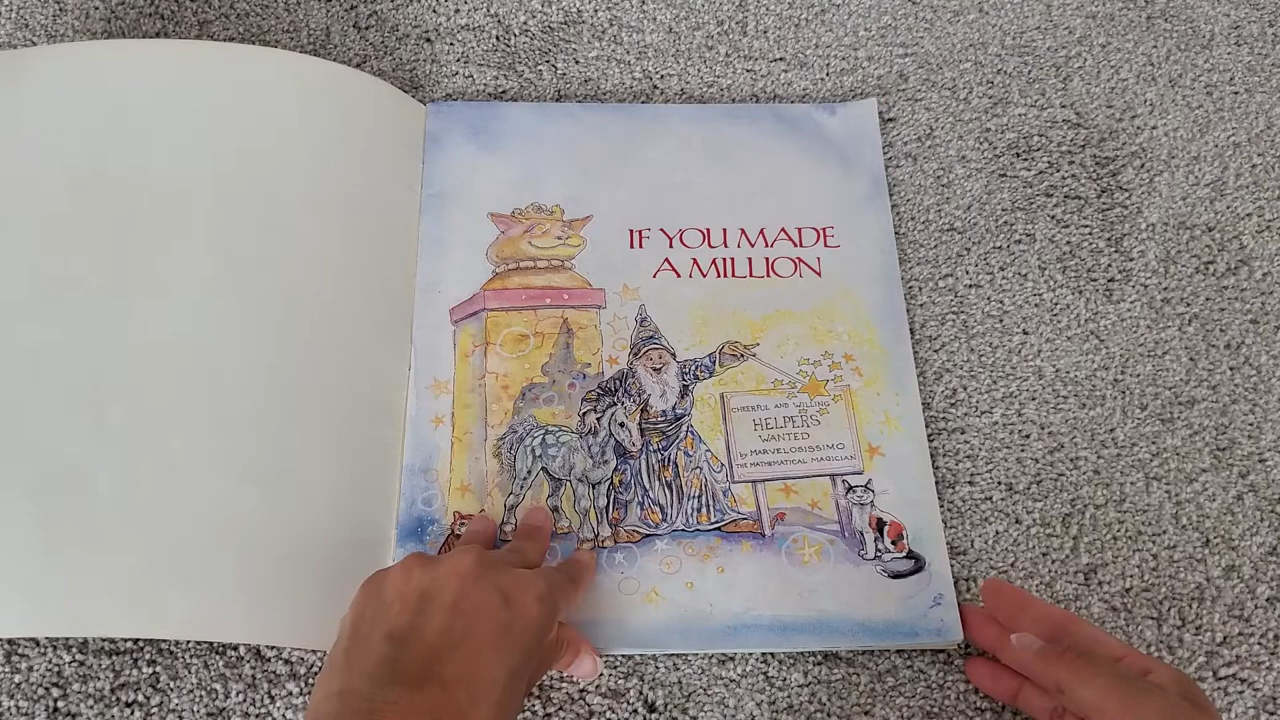 IF YOU MADE
A MILLION
CHEERFUL AND WILLING
HELPERS
WANTED
by MARVELOSISSIMO
THE MATHEMATICAL MAGICIAN